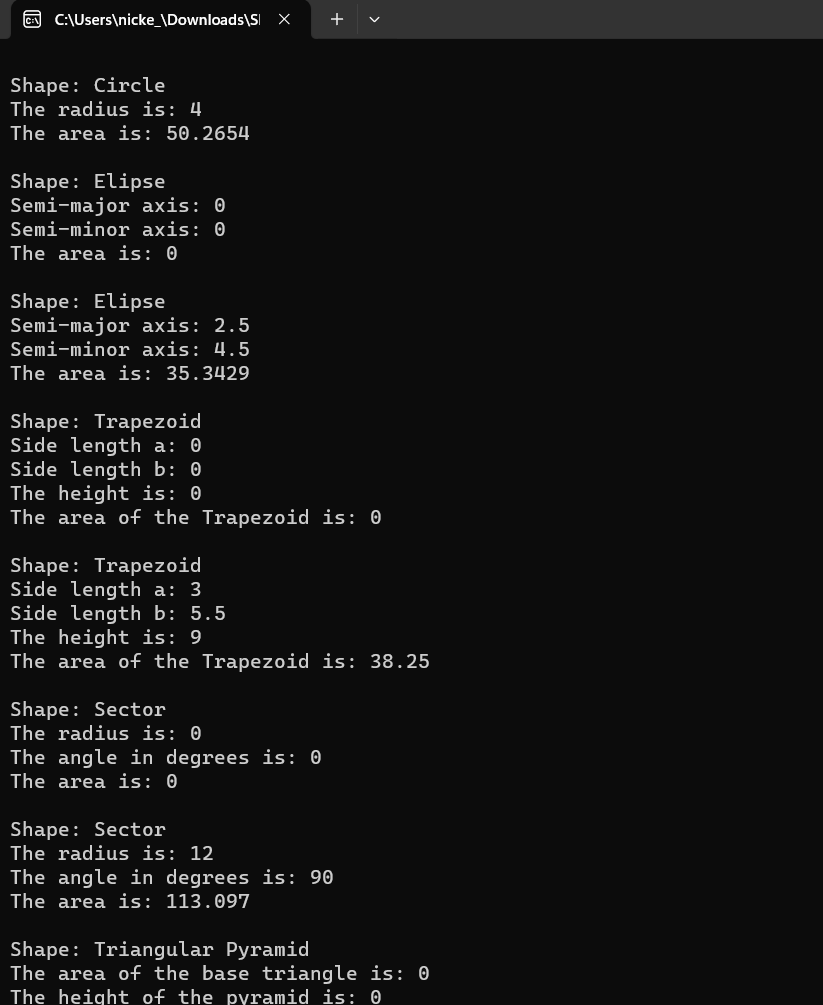 C:\Users\nicke_\Downloads\S
Shape: Circle
The radius is: 4
The area is: 50.2654
Shape: Elipse
Semi-major axis: 0
Semi-minor axis: 0
The area is: 0
Shape: Elipse
Semi-major axis: 2.5
Semi-minor axis: 4.5
The area is: 35.3429
Shape: Trapezoid
Side length a: 0
Side length b: 0
The height is: 0
The area of the Trapezoid is: 0
Shape: Trapezoid
Side length a: 3
Side length b: 5.5
The height is: 9
The area of the Trapezoid is: 38.25
Shape: Sector
The radius is: 0
The angle in degrees is: 0
The area is: 0
Shape: Sector
The radius is: 12
The angle in degrees is: 90
The area is: 113.097
Shape: Triangular Pyramid
The area of the base triangle is: 0
The height of the pyramid is: 0